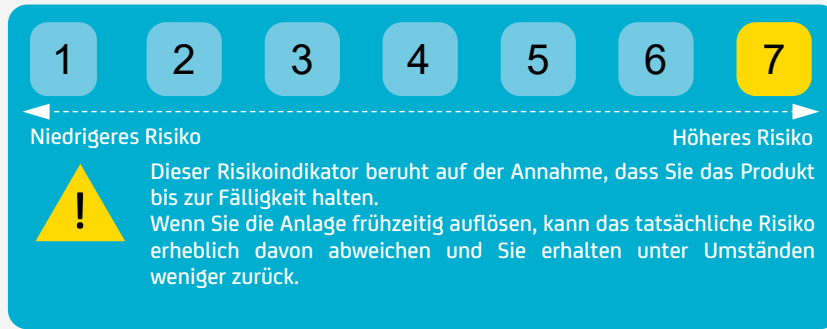 1 2 3 4 5 6 7
Niedrigeres Risiko Höheres Risiko
Dieser Risikoindikator beruht auf der Annahme, dass Sie das Produkt
bis zur Fälligkeit halten.
!
Wenn Sie die Anlage frühzeitig auflösen, kann das tatsächliche Risiko
erheblich davon abweichen und Sie erhalten unter Umständen
weniger zurück.